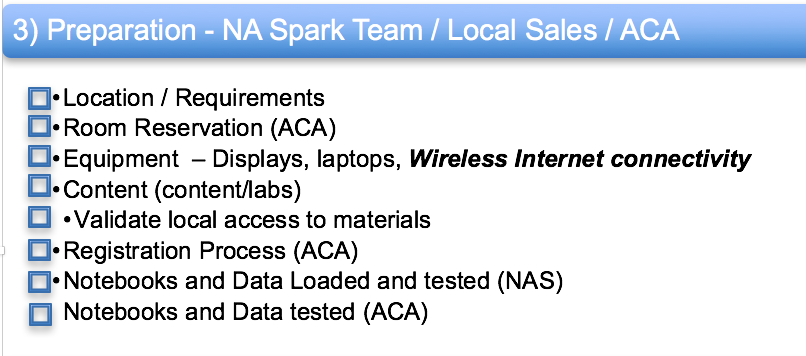 3) Preparation - NA Spark Team / Local Sales / ACA
•Location / Requirements
•Room Reservation (ACA)
•Equipment – Displays, laptops, Wireless Internet connectivity
•Content (content/labs)
•Validate local access to materials
•Registration Process (ACA)
•Notebooks and Data Loaded and tested (NAS)
Notebooks and Data tested (ACA)